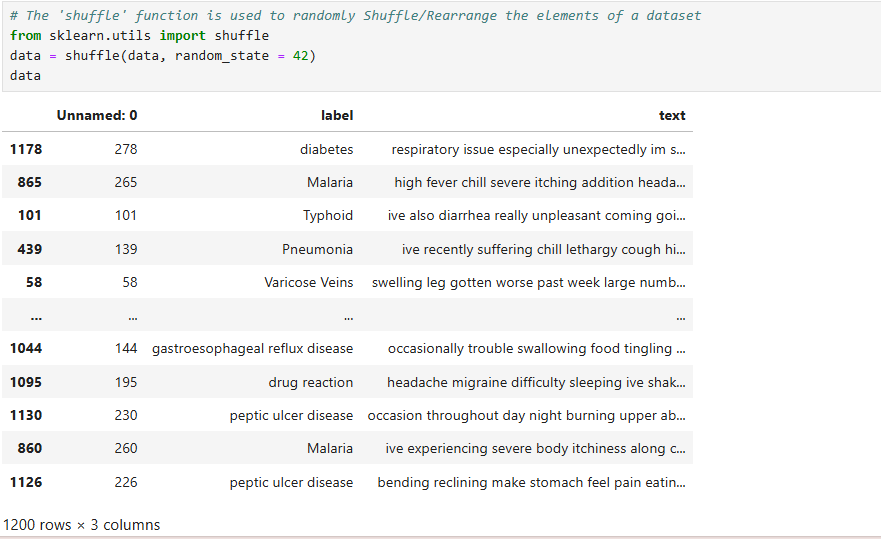 # The 'shuffle' function is used to randomly Shuffle/Rearrange the elements of a dataset
from sklearn.utils import shuffle
data = shuffle(data, random_state = 42)
data
Unnamed: 0 label text
1178 278 diabetes respiratory issue especially unexpectedly im s...
865 265 Malaria high fever chill severe itching addition heada...
101 101 Typhoid ive also diarrhea really unpleasant coming goi...
439 139 Pneumonia ive recently suffering chill lethargy cough hi...
58 58 Varicose Veins swelling leg gotten worse past week large numb...
... ... ... ...
1044 144 gastroesophageal reflux disease occasionally trouble swallowing food tingling ...
1095 195 drug reaction headache migraine difficulty sleeping ive shak...
1130 230 peptic ulcer disease occasion throughout day night burning upper ab...
860 260 Malaria ive experiencing severe body itchiness along c...
1126 226 peptic ulcer disease bending reclining make stomach feel pain eatin...
1200 rows × 3 columns